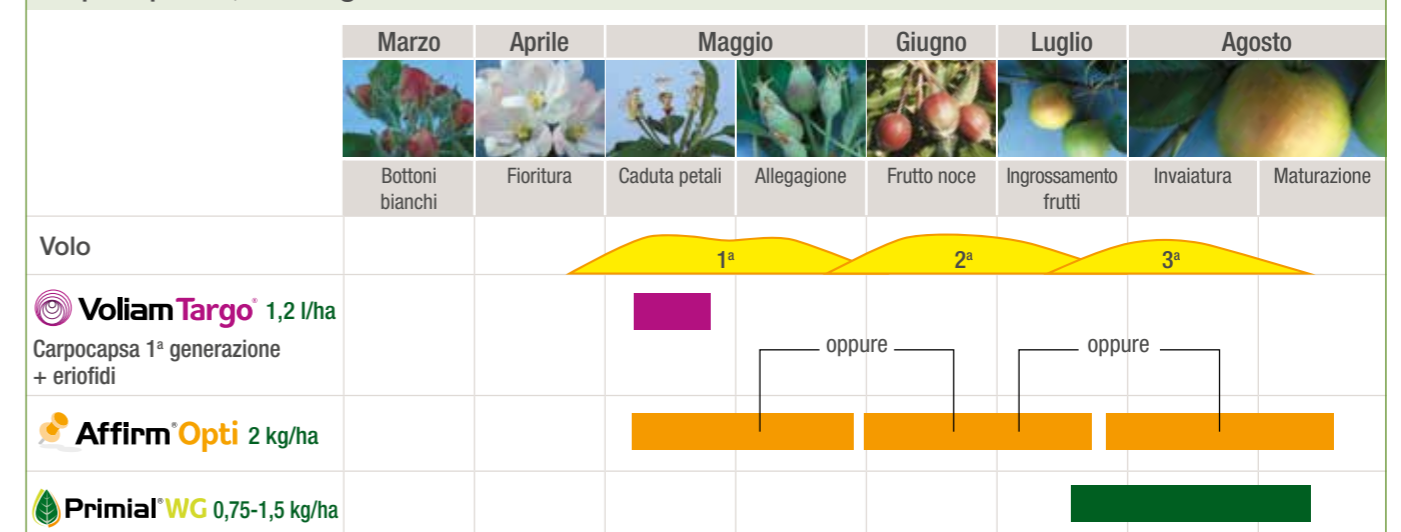 Marzo Aprile Maggio Giugno Luglio Agosto
Bottoni bianchi Fioritura Caduta petali Allegagione Frutto noce Ingrossamento frutti Invaiatura Maturazione
Volo 1ª 2ª 3ª
Voliam Targo® 1,2 l/ha
Carpocapsa 1ª generazione
+ eriofidi
oppure oppure
Affirm®Opti 2 kg/ha
Primial®WG 0,75-1,5 kg/ha